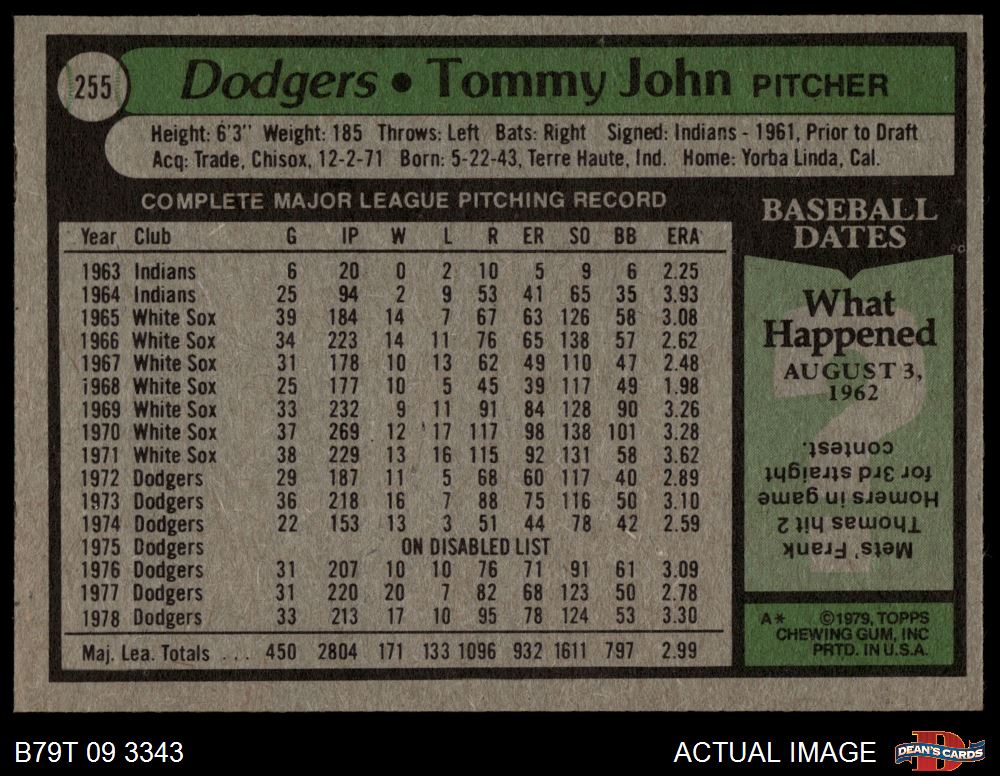 255
Dodgers • Tommy John PITCHER
Height: 6'3" Weight: 185 Throws: Left Bats: Right Signed: Indians - 1961, Prior to Draft
Acq: Trade, Chisox, 12-2-71 Born: 5-22-43, Terre Haute, Ind. Home: Yorba Linda, Cal.
COMPLETE MAJOR LEAGUE PITCHING RECORD
Year Club G IP W L R ER SO BB ERA
1963 Indians 6 20 0 2 10 5 9 6 2.25
1964 Indians 25 94 2 9 53 41 65 35 3.93
1965 White Sox 39 184 14 7 67 63 126 58 3.08
1966 White Sox 34 223 14 11 76 65 138 57 2.62
1967 White Sox 31 178 10 13 62 49 110 47 2.48
1968 White Sox 25 177 10 5 45 39 117 49 1.98
1969 White Sox 33 232 9 11 91 84 128 90 3.26
1970 White Sox 37 269 12 17 117 98 138 101 3.28
1971 White Sox 38 229 13 16 115 92 131 58 3.62
1972 Dodgers 29 187 11 5 68 60 117 40 2.89
1973 Dodgers 36 218 16 7 88 75 116 50 3.10
1974 Dodgers 22 153 13 3 51 44 78 42 2.59
1975 Dodgers ON DISABLED LIST
1976 Dodgers 31 207 10 10 76 71 91 61 3.09
1977 Dodgers 31 220 20 7 82 68 123 50 2.78
1978 Dodgers 33 213 17 10 95 78 124 53 3.30
Maj. Lea. Totals . . . 450 2804 171 133 1096 932 1611 797 2.99
BASEBALL
DATES
What
Happened
AUGUST 3,
1962
Mets' Frank
Thomas hit 2
Homers in game
for 3rd straight
contest.
A* ©1979, TOPPS
CHEWING GUM, INC
PRTD. IN U.S.A.
B79T 09 3343
ACTUAL IMAGE
DEAN'S CARDS